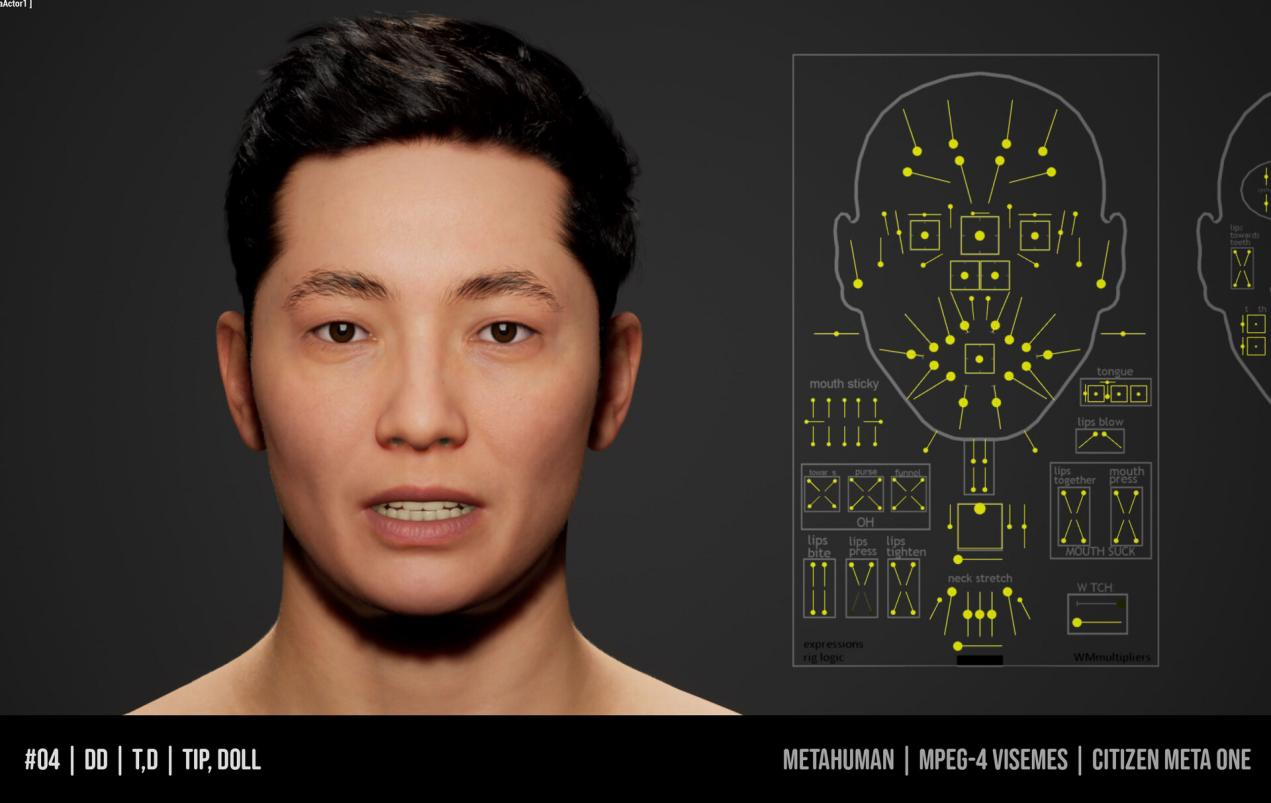 aActor1 ]
mouth sticky
tongue
lips blow
purse
funnel
OH
lips
together
mouth
press
MOUTH SUCK
lips
bite
lips
press
lips
tighten
neck stretch
W TCH
expressions
rig logic
WMmultipliers
lips
towards
teeth
th
#04 | DD | T,D | TIP, DOLL
METAHUMAN | MPEG-4 VISEMES | CITIZEN META ONE